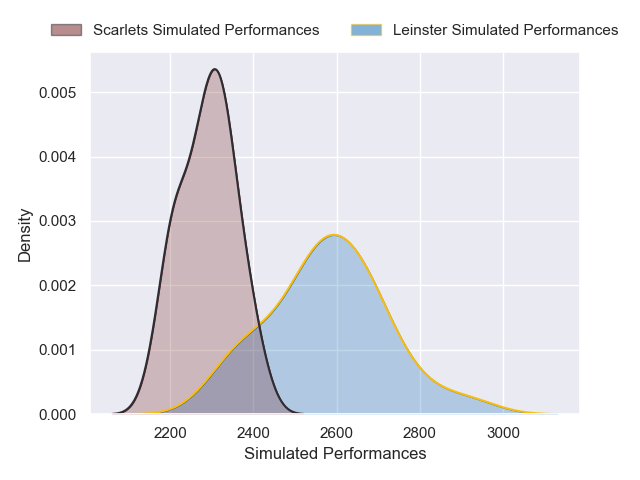 Scarlets Simulated Performances Leinster Simulated Performances
0.005
0.004
0.003
0.002
0.001
0.000
Density
2200 2400 2600 2800 3000
Simulated Performances